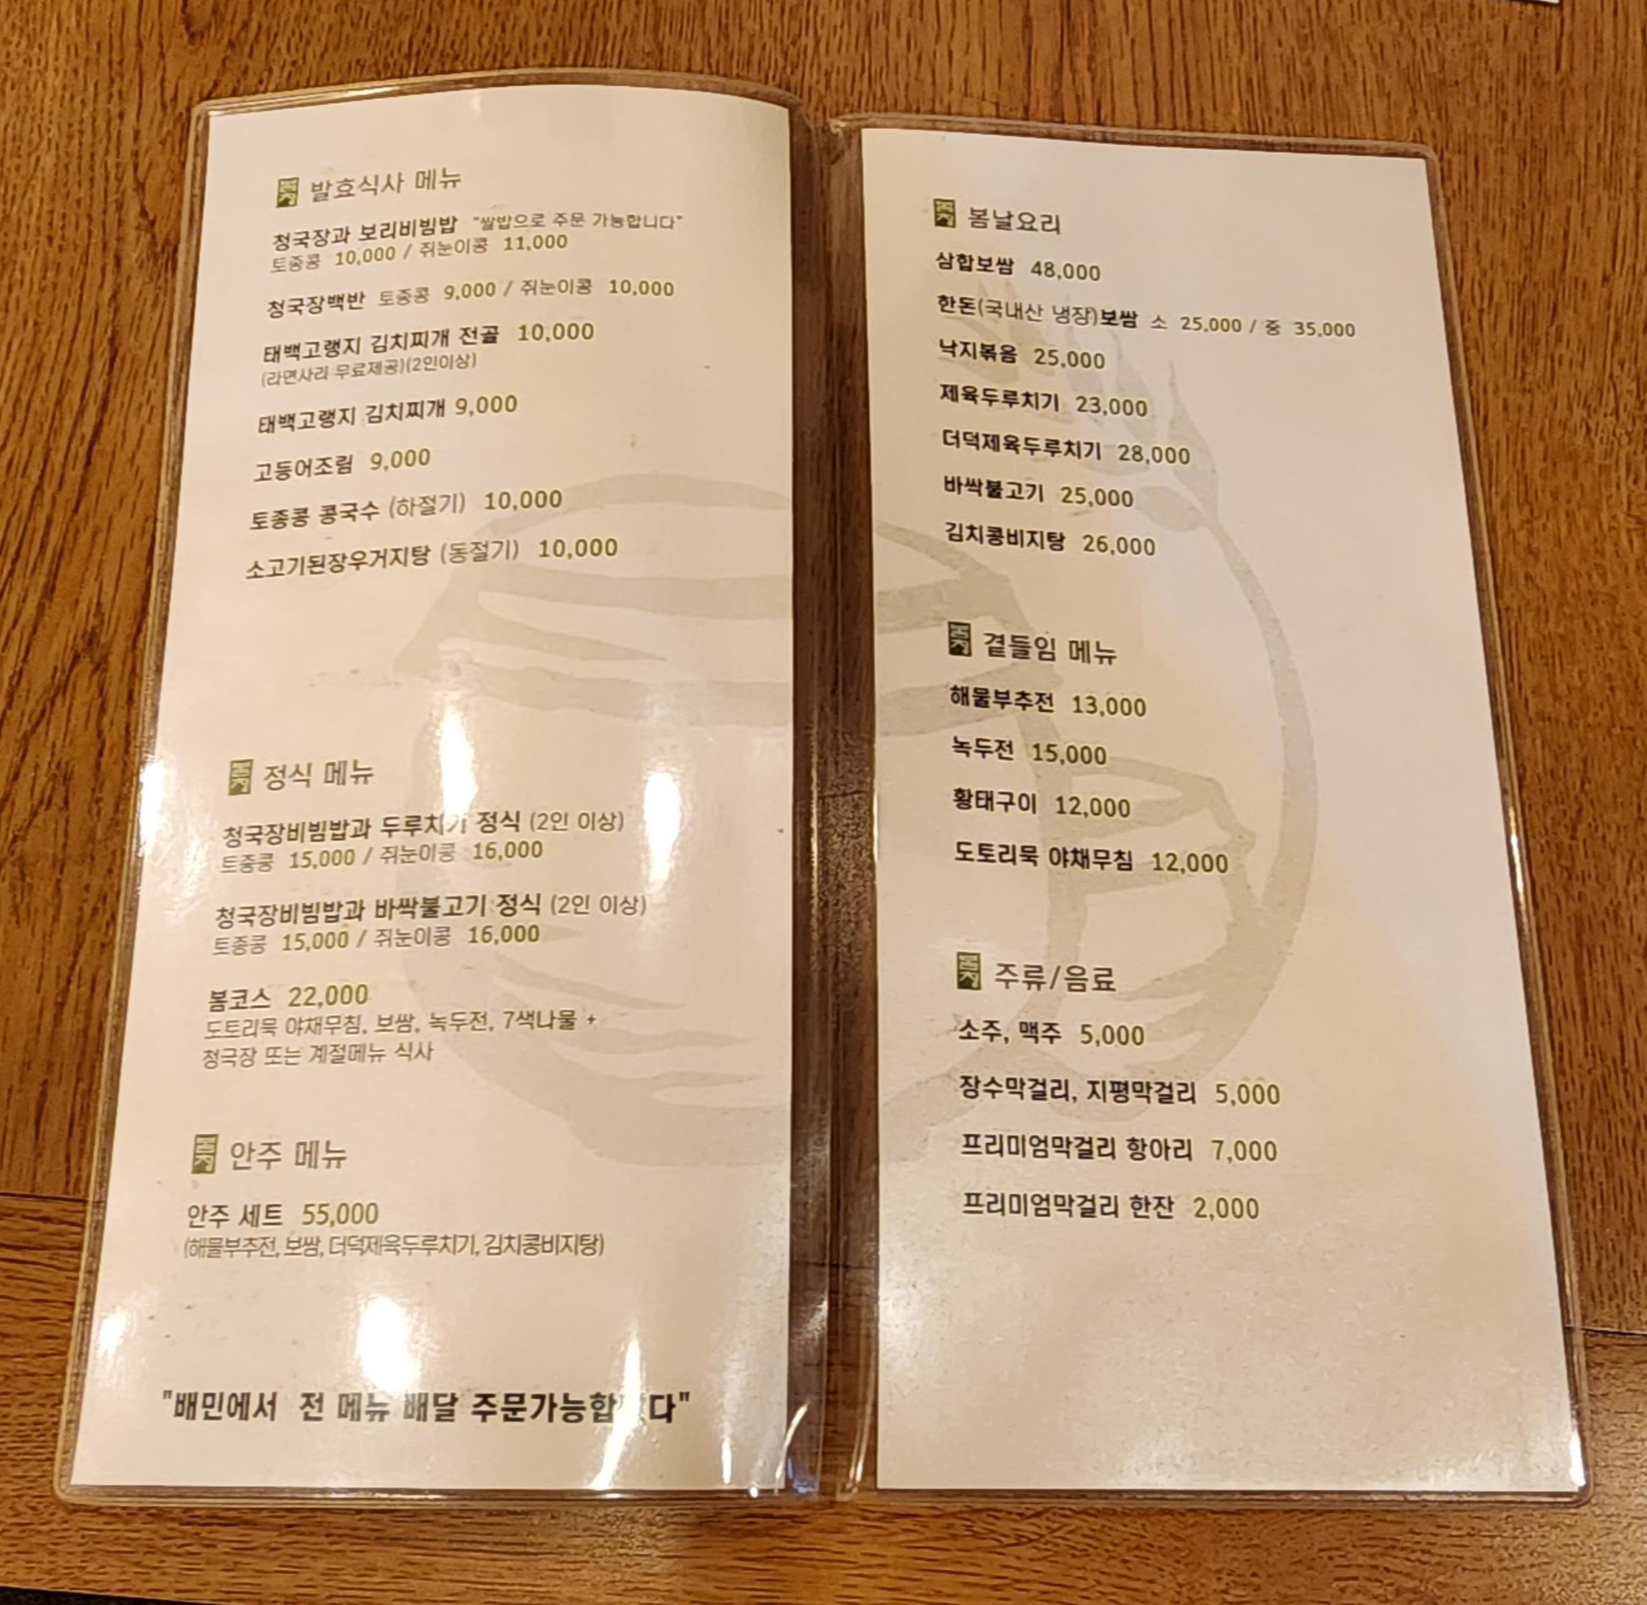 발효식사 메뉴
청국장과 보리비빔밥 "쌀밥으로 주문 가능합니다"
토종콩 10,000 / 쥐눈이콩 11,000
청국장백반 토종콩 9,000 / 쥐눈이콩 10,000
태백고랭지 김치찌개 전골 10,000
(라면사리 무료제공)(2인이상)
태백고랭지 김치찌개 9,000
고등어조림 9,000
토종콩 콩국수 (하절기) 10,000
소고기된장우거지탕 (동절기) 10,000
정식 메뉴
청국장비빔밥과 두루치기 정식 (2인 이상)
토종콩 15,000 / 쥐눈이콩 16,000
청국장비빔밥과 바싹불고기 정식 (2인 이상)
토종콩 15,000 / 쥐눈이콩 16,000
봄코스 22,000
도토리묵 야채무침, 보쌈, 녹두전, 7색나물 +
청국장 또는 계절메뉴 식사
안주 메뉴
안주 세트 55,000
(해물부추전, 보쌈, 더덕제육두루치기, 김치콩비지탕)
"배민에서 전 메뉴 배달 주문가능합니다"
봄날요리
삼합보쌈 48,000
한돈(국내산 냉장)보쌈 소 25,000 / 중 35,000
낙지볶음 25,000
제육두루치기 23,000
더덕제육두루치기 28,000
바싹불고기 25,000
김치콩비지탕 26,000
곁들임 메뉴
해물부추전 13,000
녹두전 15,000
황태구이 12,000
도토리묵 야채무침 12,000
주류/음료
소주, 맥주 5,000
장수막걸리, 지평막걸리 5,000
프리미엄막걸리 항아리 7,000
프리미엄막걸리 한잔 2,000